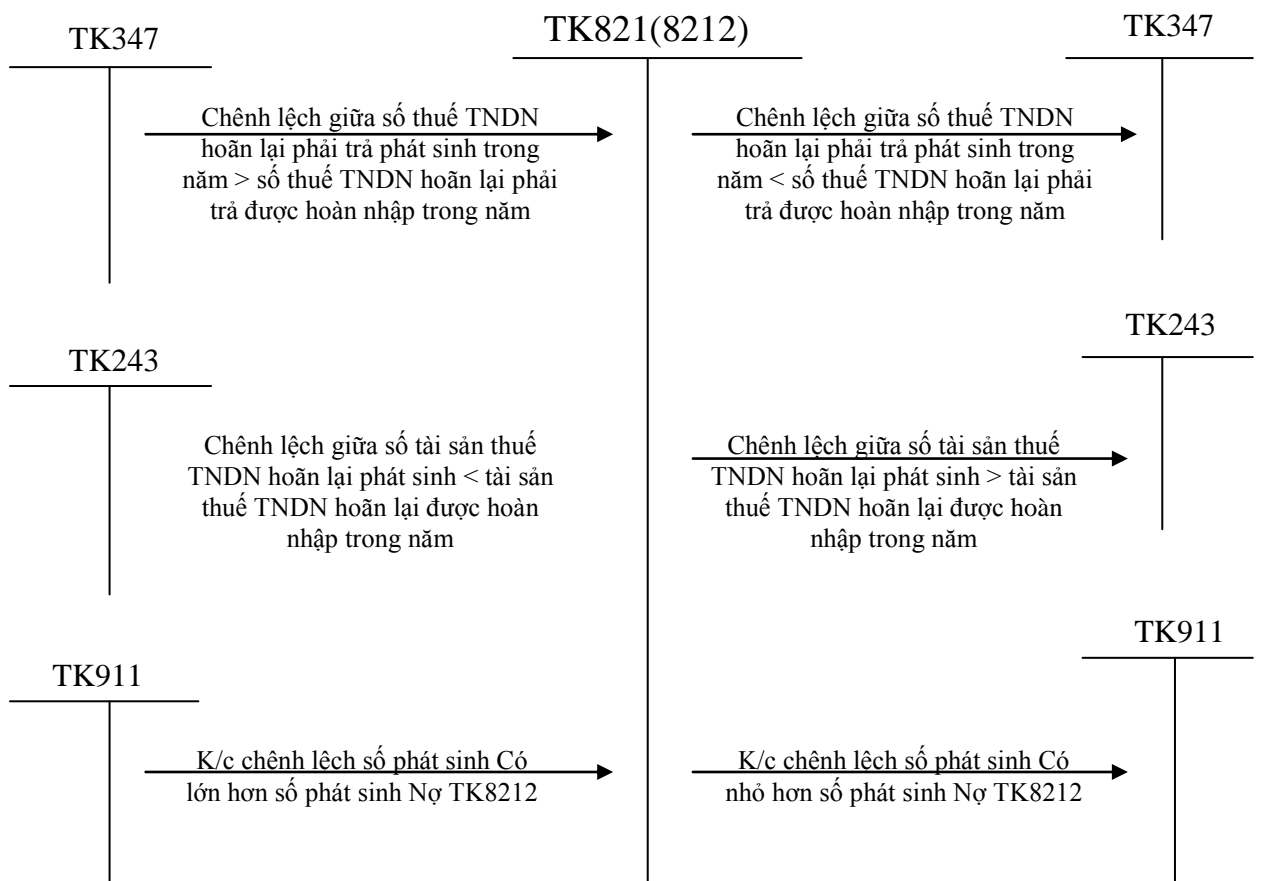 TK347
TK821(8212)
TK347
Chênh lệch giữa số thuế TNDN
hoãn lại phải trả phát sinh trong
năm > số thuế TNDN hoãn lại phải
trả được hoàn nhập trong năm
Chênh lệch giữa số thuế TNDN
hoãn lại phải trả phát sinh trong
năm < số thuế TNDN hoãn lại phải
trả được hoàn nhập trong năm
TK243
TK243
Chênh lệch giữa số tài sản thuế
TNDN hoãn lại phát sinh < tài sản
thuế TNDN hoãn lại được hoàn
nhập trong năm
Chênh lệch giữa số tài sản thuế
TNDN hoãn lại phát sinh > tài sản
thuế TNDN hoãn lại được hoàn
nhập trong năm
TK911
TK911
K/c chênh lệch số phát sinh Có
lớn hơn số phát sinh Nợ TK8212
K/c chênh lệch số phát sinh Có
nhỏ hơn số phát sinh Nợ TK8212